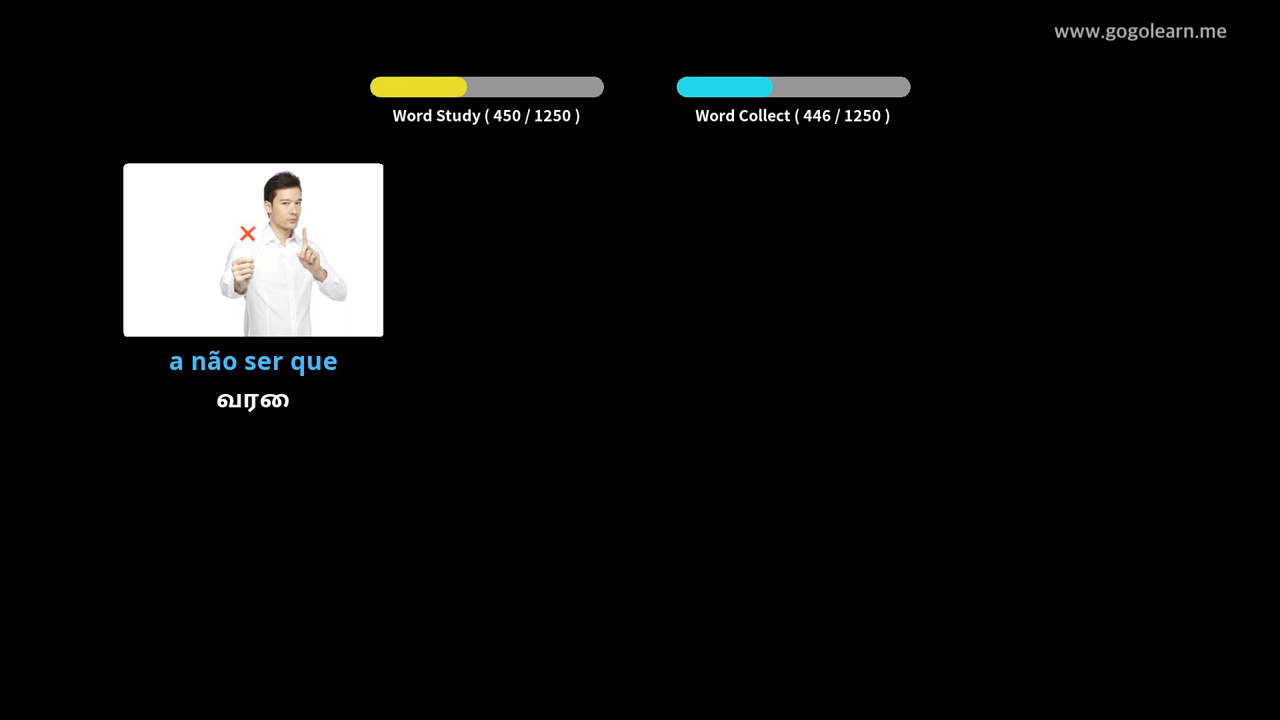 www.gogolearn.me
Word Study ( 450 / 1250 )
Word Collect ( 446 / 1250 )
a não ser que
வரை